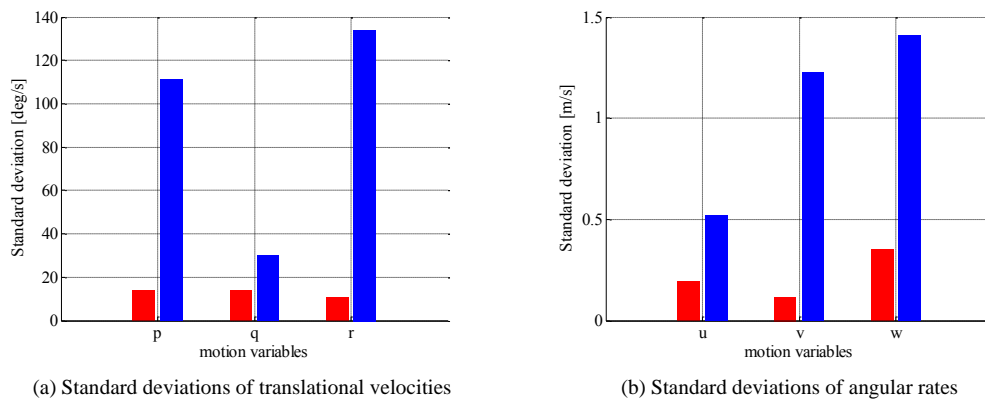 140
120
100
80
60
40
20
0
Standard deviation [deg/s]
p q r
motion variables
(a) Standard deviations of translational velocities
1.5
1
0.5
0
Standard deviation [m/s]
u v w
motion variables
(b) Standard deviations of angular rates